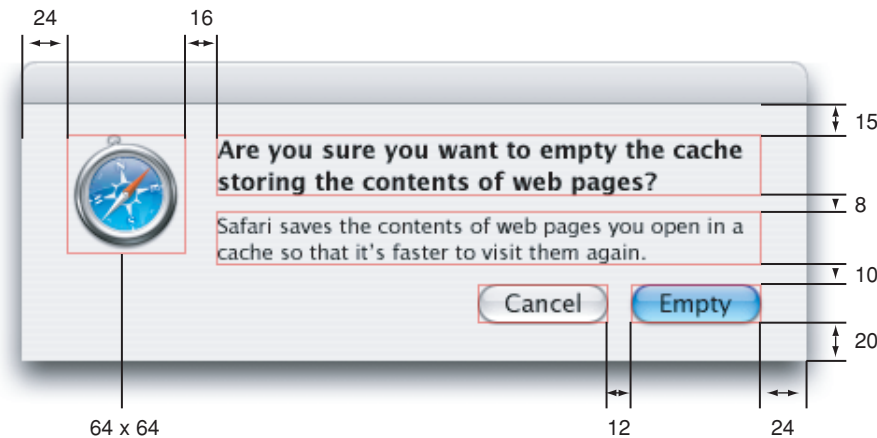 24
16
15
Are you sure you want to empty the cache
storing the contents of web pages?
8
Safari saves the contents of web pages you open in a
cache so that it's faster to visit them again.
10
Cancel
Empty
20
64 x 64
12
24